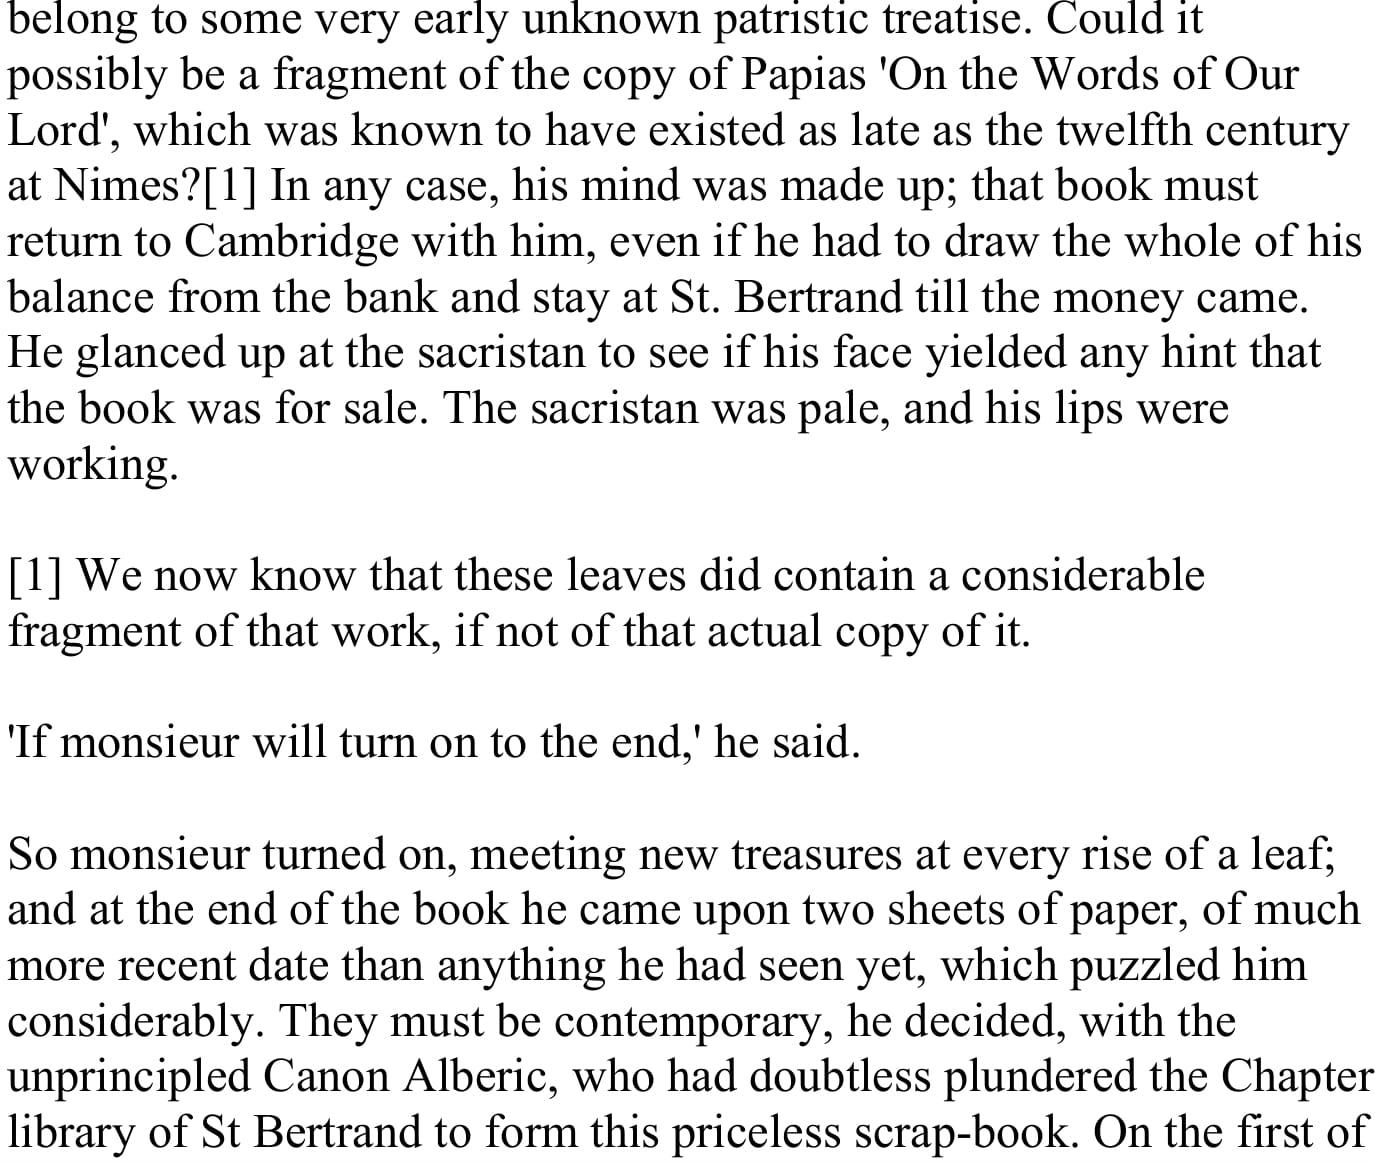 belong to some very early unknown patristic treatise. Could it
possibly be a fragment of the copy of Papias 'On the Words of Our
Lord', which was known to have existed as late as the twelfth century
at Nimes?[1] In any case, his mind was made up; that book must
return to Cambridge with him, even if he had to draw the whole of his
balance from the bank and stay at St. Bertrand till the money came.
He glanced up at the sacristan to see if his face yielded any hint that
the book was for sale. The sacristan was pale, and his lips were
working.
[1] We now know that these leaves did contain a considerable
fragment of that work, if not of that actual copy of it.
'If monsieur will turn on to the end,' he said.
So monsieur turned on, meeting new treasures at every rise of a leaf;
and at the end of the book he came upon two sheets of paper, of much
more recent date than anything he had seen yet, which puzzled him
considerably. They must be contemporary, he decided, with the
unprincipled Canon Alberic, who had doubtless plundered the Chapter
library of St Bertrand to form this priceless scrap-book. On the first of